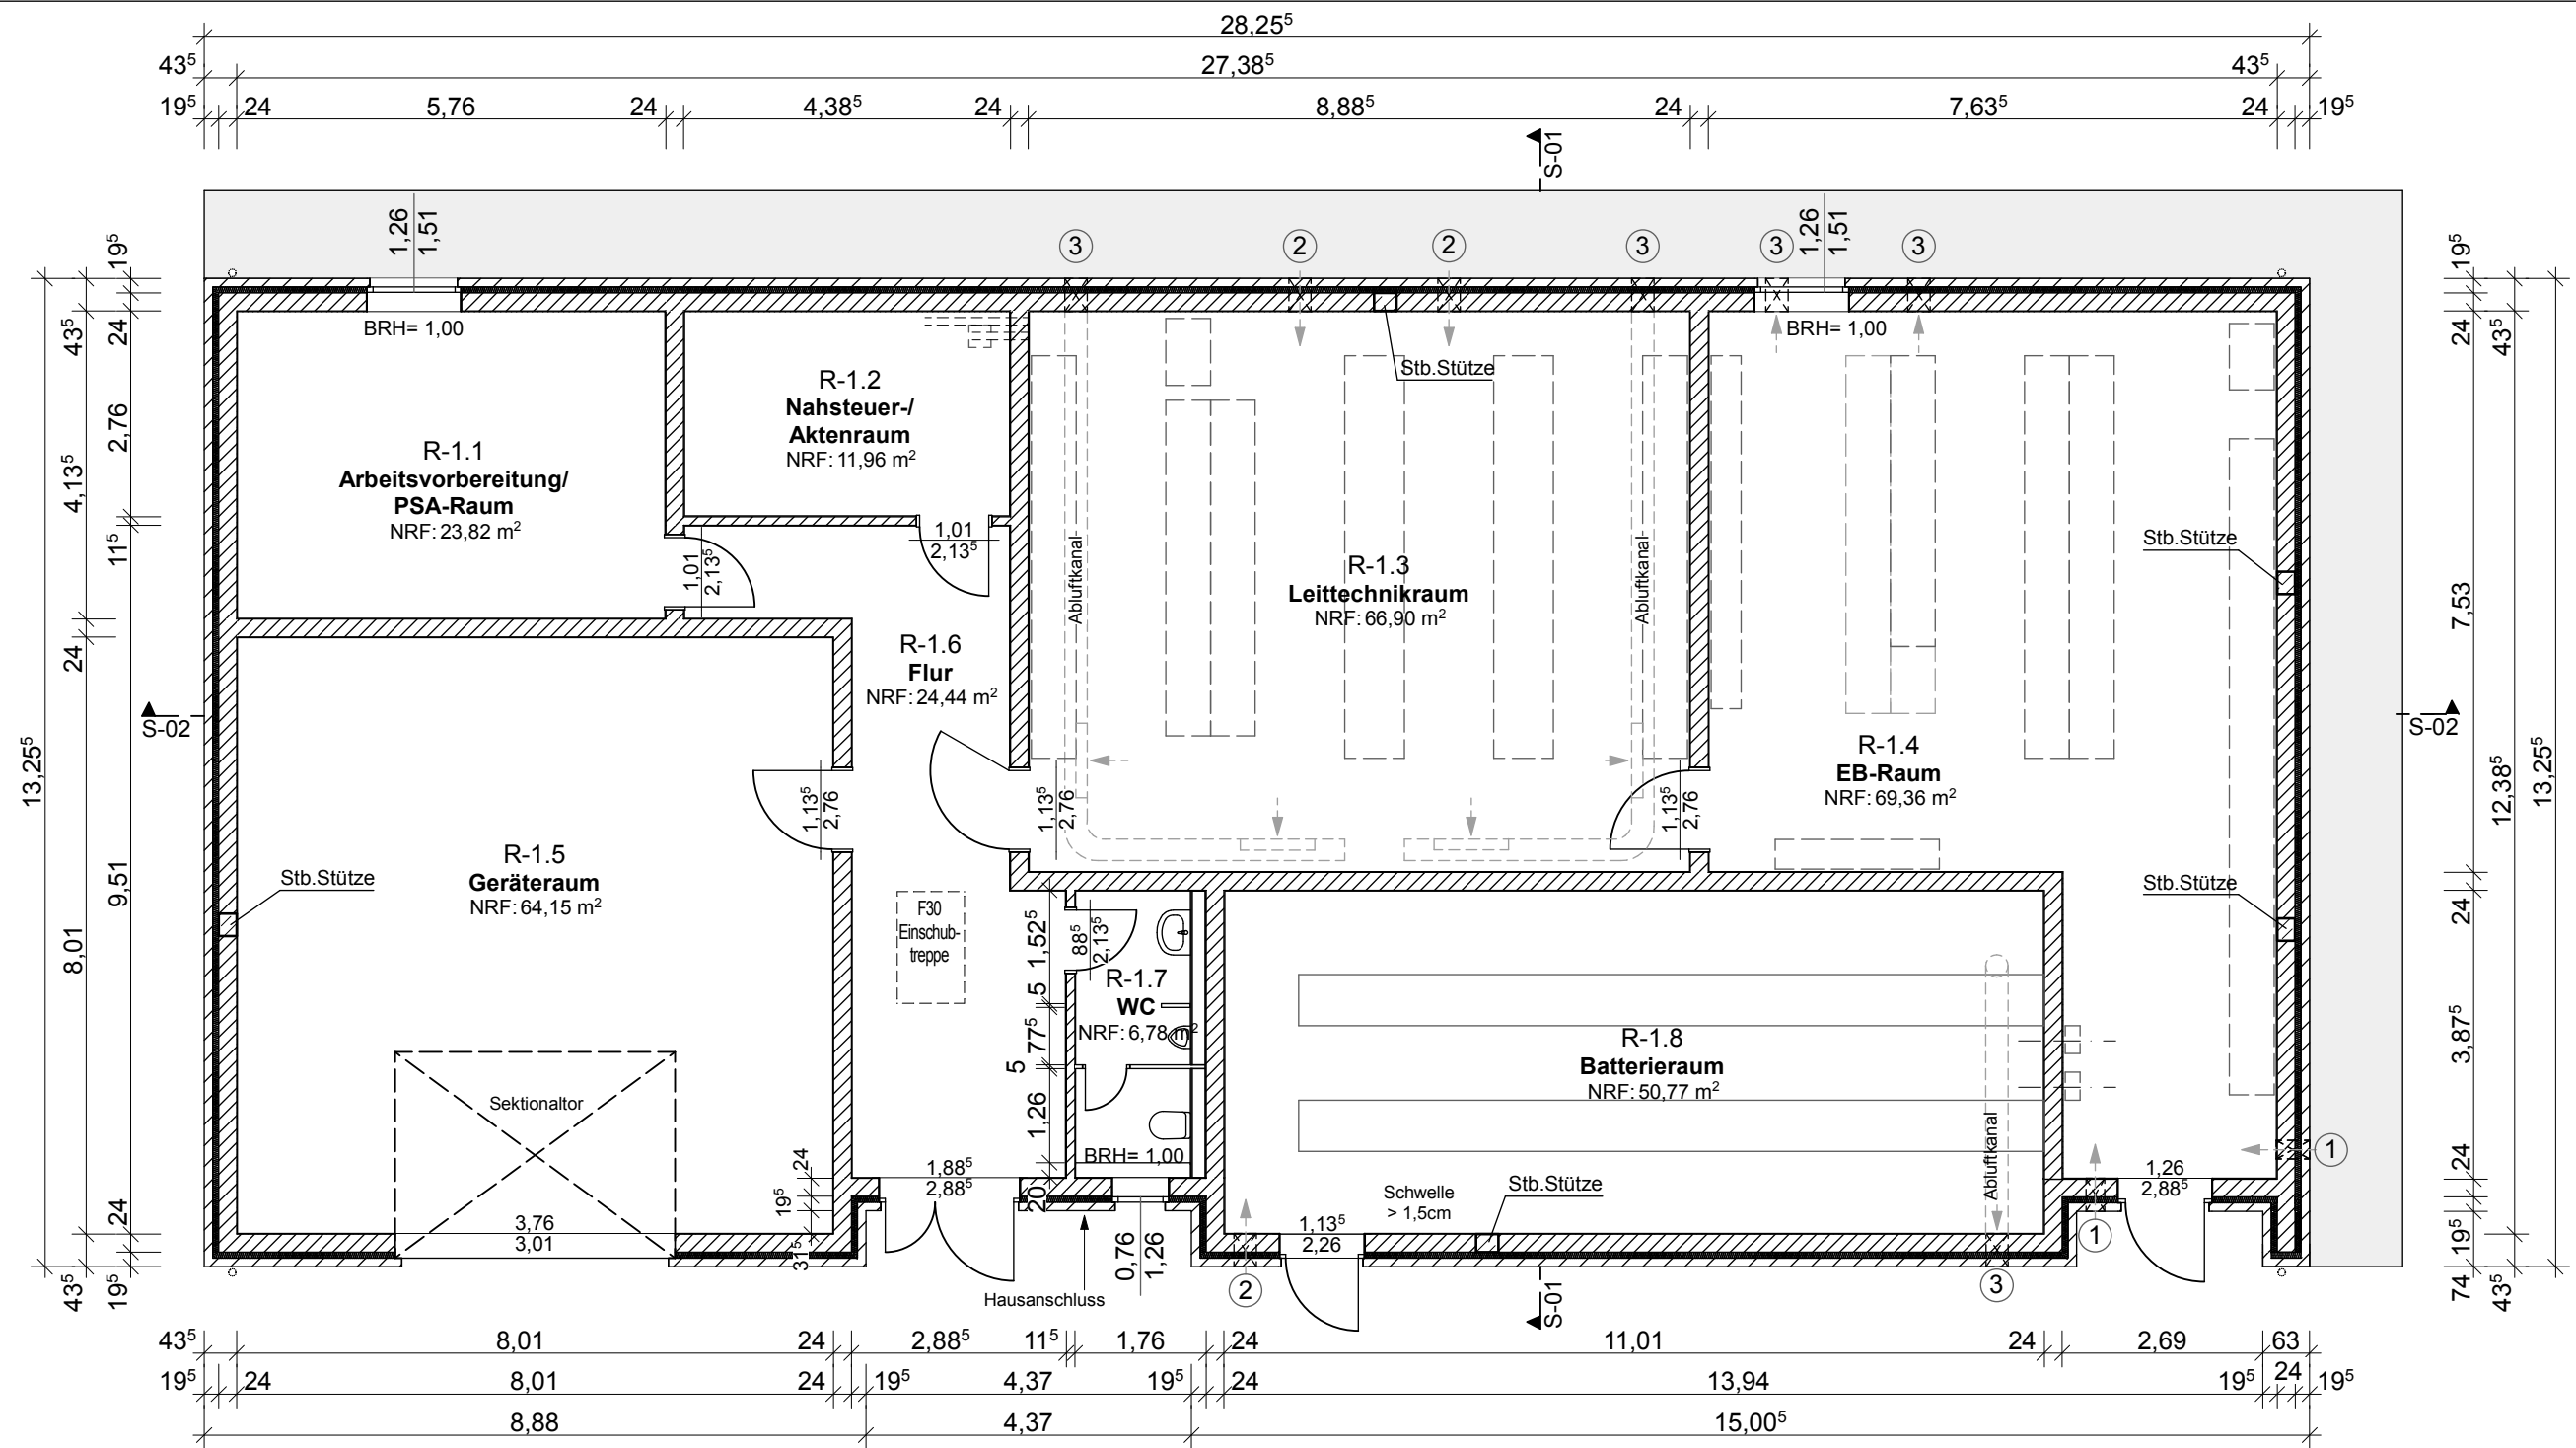 28,25⁵
43⁵ 27,38⁵ 43⁵
19⁵ 24 5,76 24 4,38⁵ 24 8,88⁵ 24 7,63⁵ 24 19⁵
S-01
1,26
1,51
3 2 2 3 3
1,26
1,51
3
BRH= 1,00
BRH= 1,00
Stb.Stütze
R-1.1
Arbeitsvorbereitung/
PSA-Raum
NRF: 23,82 m²
R-1.2
Nahsteuer-/
Aktenraum
NRF: 11,96 m²
1,01
2,13⁵
1,01
2,13⁵
R-1.3
Leittechnikraum
NRF: 66,90 m²
Abluftkanal
Abluftkanal
1,13⁵
2,76
R-1.4
EB-Raum
NRF: 69,36 m²
Stb.Stütze
Stb.Stütze
1,13⁵
2,76
R-1.5
Geräteraum
NRF: 64,15 m²
Stb.Stütze
Sektionaltor
3,76
3,01
1,13⁵
2,76
R-1.6
Flur
NRF: 24,44 m²
F30
Einschub-
treppe
1,88⁵
2,88⁵
24
19⁵
31⁵
1,52⁵
5
77⁵
5
1,26
20
88⁵
2,13⁵
R-1.7
WC
NRF: 6,78 m²
BRH= 1,00
0,76
1,26
Hausanschluss
R-1.8
Batterieraum
NRF: 50,77 m²
Abluftkanal
Schwelle
> 1,5cm
Stb.Stütze
1,13⁵
2,26
1,26
2,88⁵
1
1
2
3
S-01
S-02
S-02
13,25⁵
43⁵
4,13⁵
24
8,01
43⁵
19⁵
24
2,76
11⁵
9,51
24
19⁵
19⁵
24
7,53
24
3,87⁵
24
19⁵
74
43⁵
12,38⁵
43⁵
13,25⁵
43⁵ 8,01 24 2,88⁵ 11⁵ 1,76 24 11,01 24 2,69 63
19⁵ 24 8,01 24 19⁵ 4,37 19⁵ 24 13,94 19⁵ 24 19⁵
8,88 4,37 15,00⁵